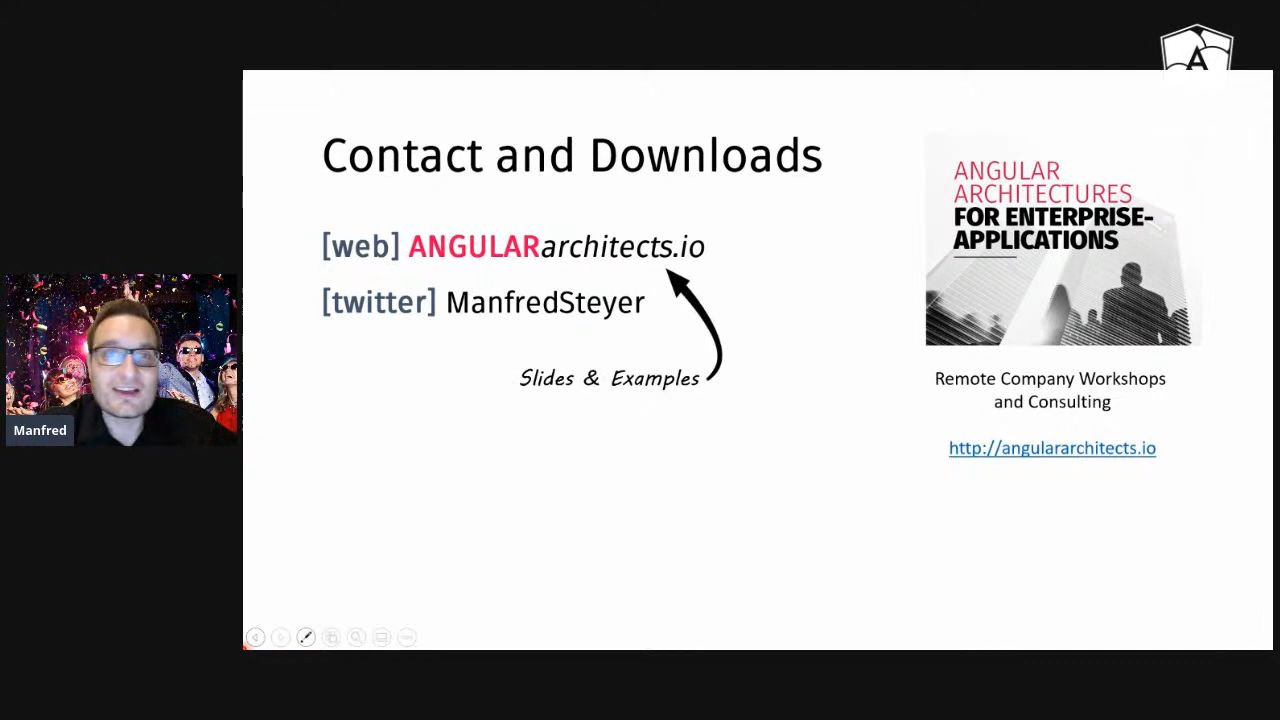 Contact and Downloads
[web] ANGULARarchitects.io
[twitter] ManfredSteyer
Slides & Examples
ANGULAR
ARCHITECTURES
FOR ENTERPRISE-
APPLICATIONS
Remote Company Workshops
and Consulting
http://angulararchitects.io
Manfred
A